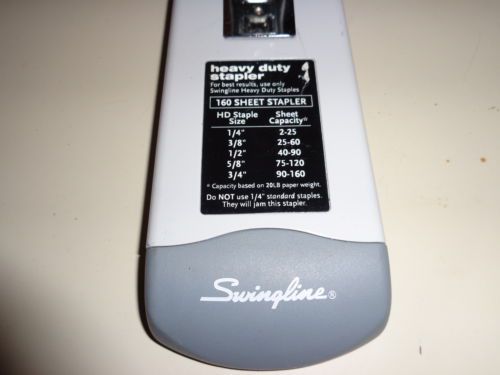 heavy duty
stapler
For best results, use only
Swingline Heavy Duty Staples
160 SHEET STAPLER
HD Staple Sheet
Size Capacity*
1/4" 2-25
3/8" 25-60
1/2" 40-90
5/8" 75-120
3/4" 90-160
* Capacity based on 20LB paper weight.
Do NOT use 1/4" standard staples.
They will jam this stapler.
Swingline®